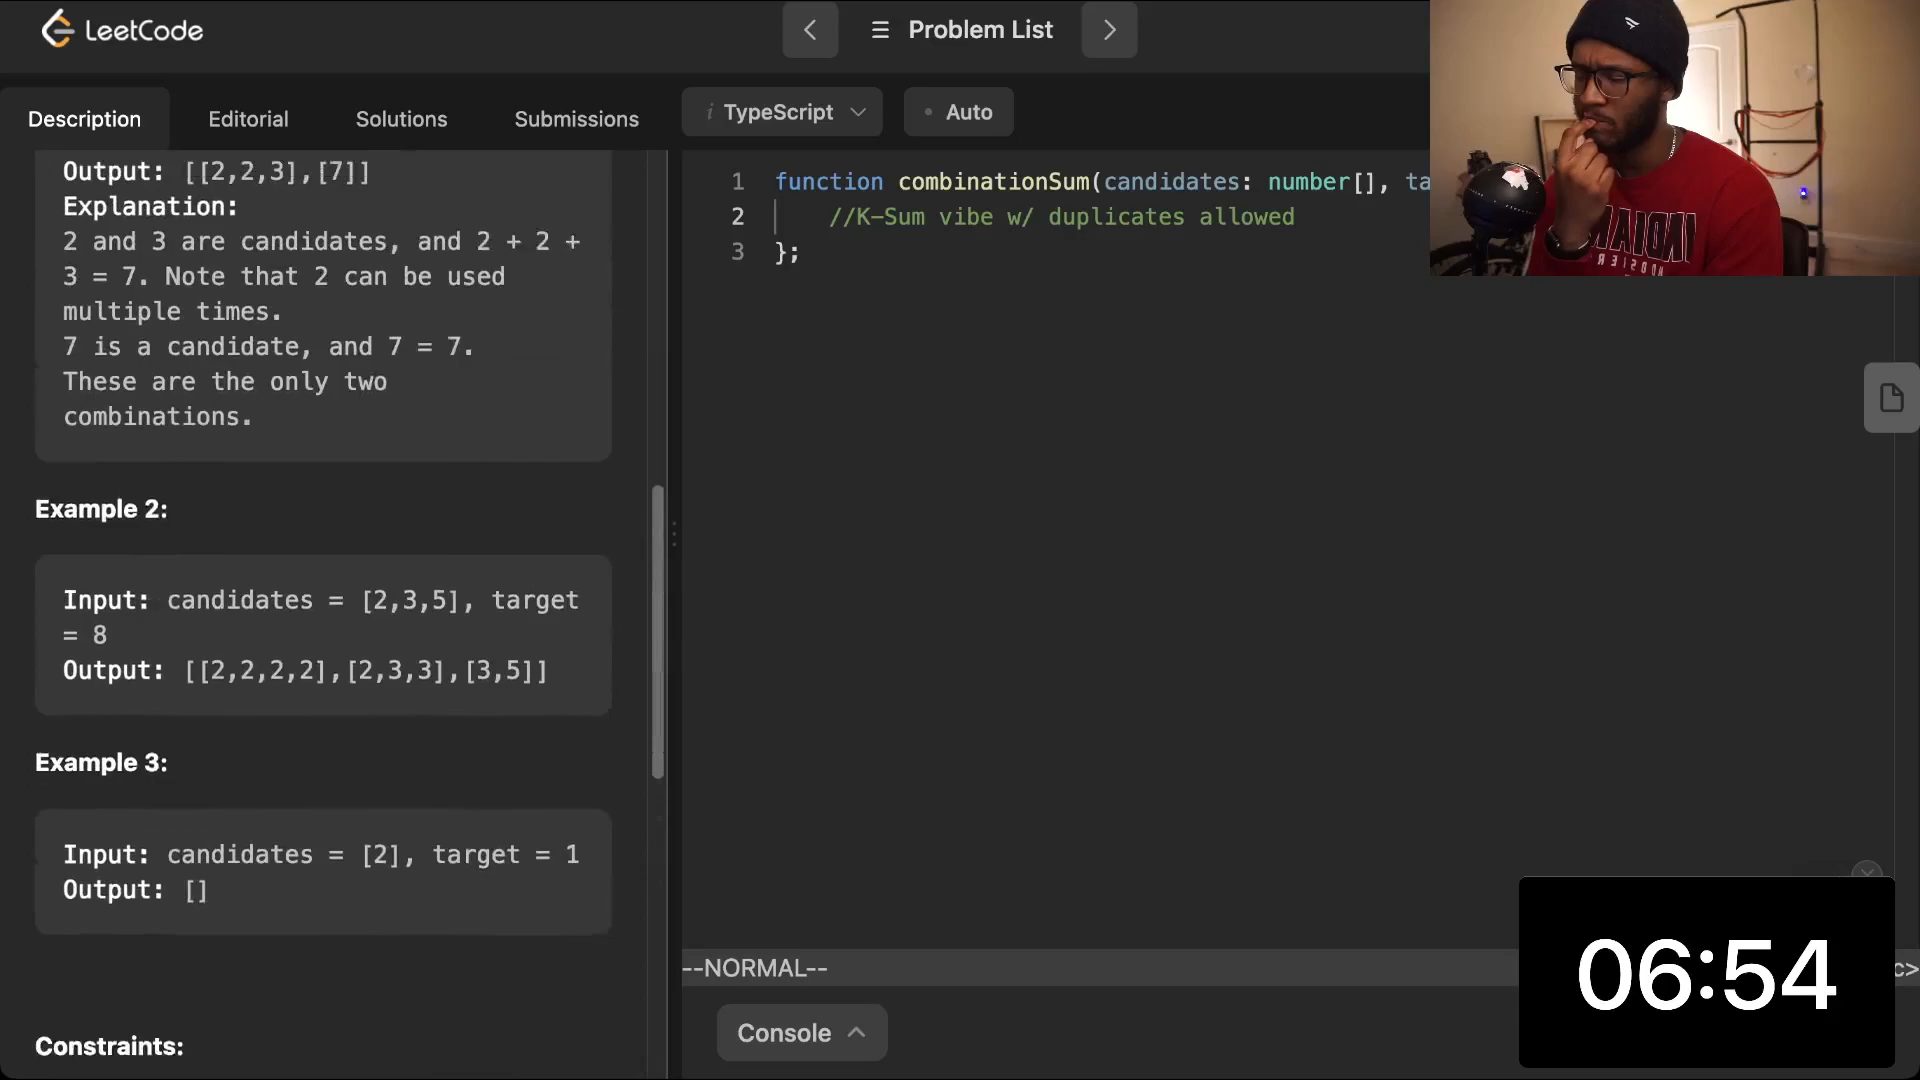 LeetCode
Problem List
Description
Editorial
Solutions
Submissions
i TypeScript
Auto
Output: [[2,2,3],[7]]
Explanation:
2 and 3 are candidates, and 2 + 2 +
3 = 7. Note that 2 can be used
multiple times.
7 is a candidate, and 7 = 7.
These are the only two
combinations.
Example 2:
Input: candidates = [2,3,5], target
= 8
Output: [[2,2,2,2],[2,3,3],[3,5]]
Example 3:
Input: candidates = [2], target = 1
Output: []
Constraints:
1 function combinationSum(candidates: number[], ta
2 //K-Sum vibe w/ duplicates allowed
3 };
--NORMAL--
c>
Console
06:54